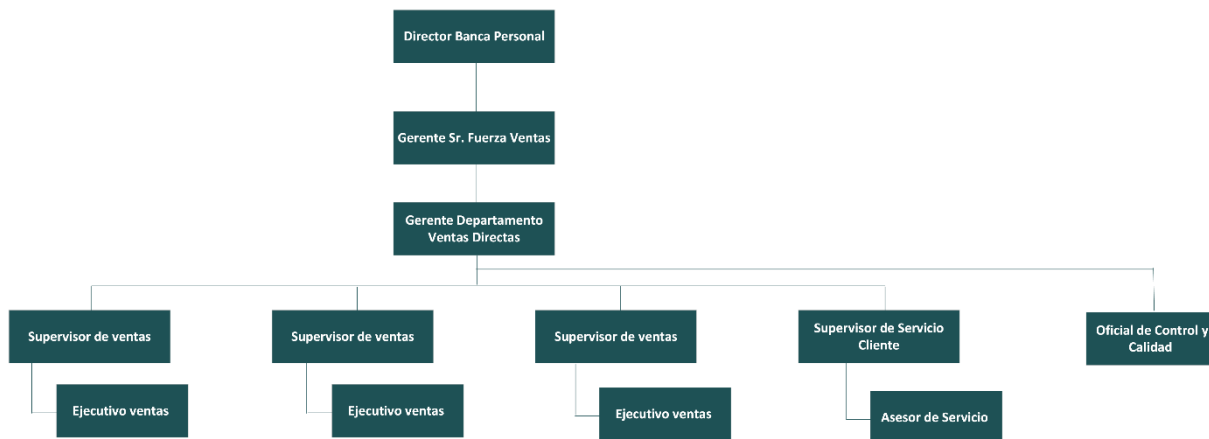 Director Banca Personal
Gerente Sr. Fuerza Ventas
Gerente Departamento
Ventas Directas
Supervisor de ventas
Supervisor de ventas
Supervisor de ventas
Supervisor de Servicio
Cliente
Oficial de Control y
Calidad
Ejecutivo ventas
Ejecutivo ventas
Ejecutivo ventas
Asesor de Servicio